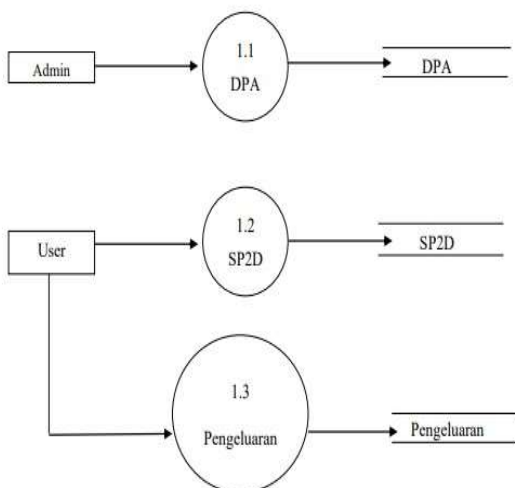 Admin
1.1
DPA
DPA
User
1.2
SP2D
SP2D
1.3
Pengeluaran
Pengeluaran